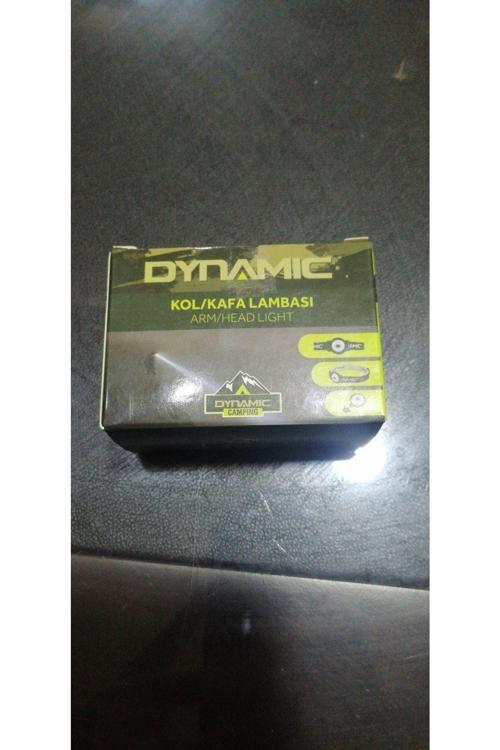 DYNAMIC
KOL/KAFA LAMBASI
ARM/HEAD LIGHT
DYNAMIC
CAMPING